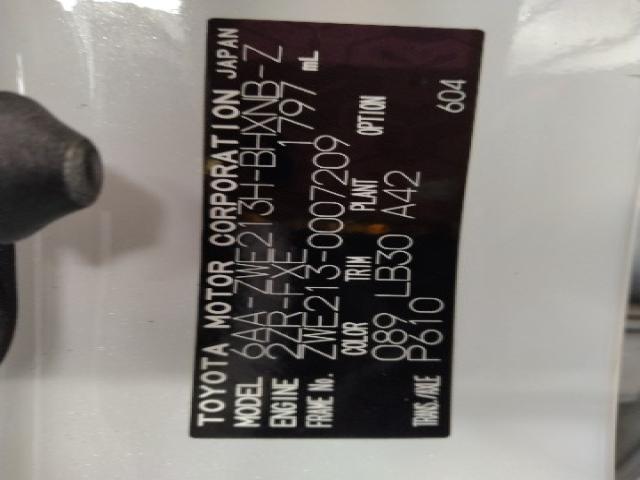 TOYOTA MOTOR CORPORATION JAPAN
MODEL 6AA-ZWE213H-BHXNB-Z
ENGINE 2ZR-FXE 1797 mL
FRAME No. ZWE213-0007209
COLOR TRIM PLANT OPTION
089 LB30 A42
TRANS./AXLE P610 604